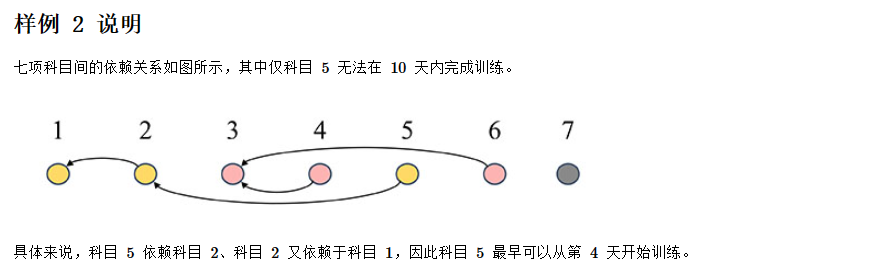 样例 2 说明
七项科目间的依赖关系如图所示，其中仅科目 5 无法在 10 天内完成训练。
1 2 3 4 5 6 7
具体来说，科目 5 依赖科目 2、科目 2 又依赖于科目 1，因此科目 5 最早可以从第 4 天开始训练。